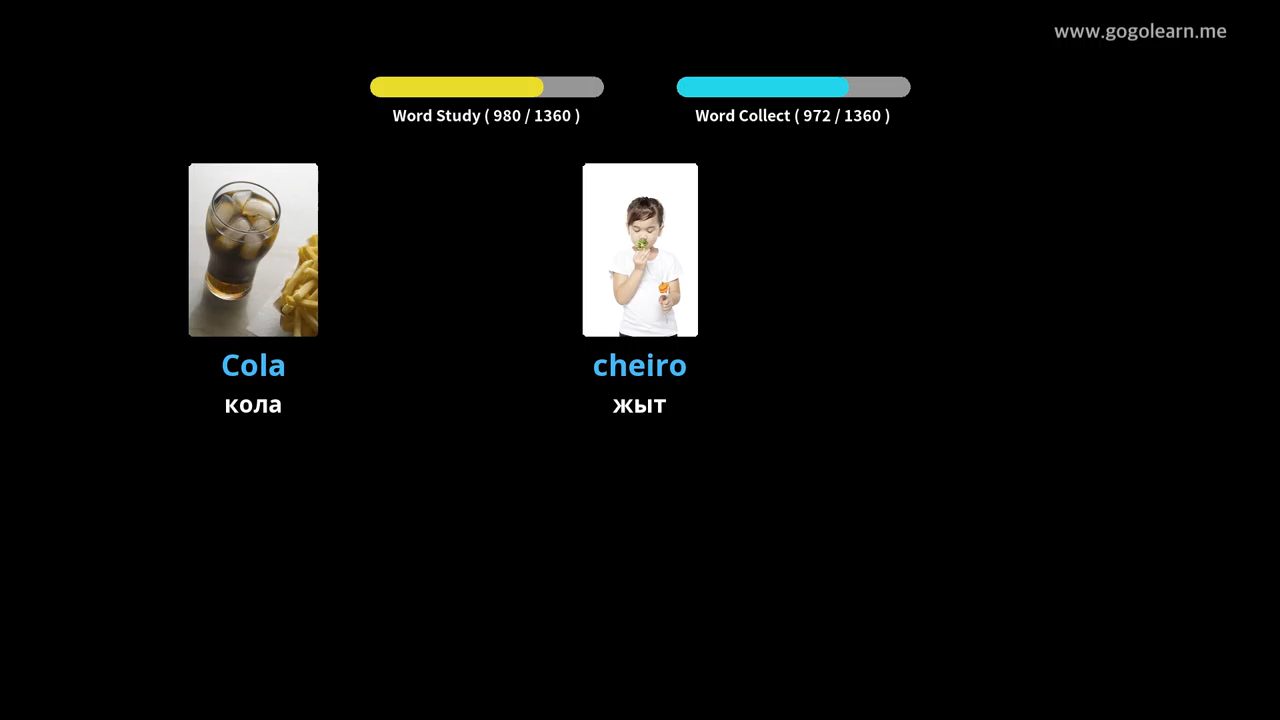 www.gogolearn.me
Word Study ( 980 / 1360 )
Word Collect ( 972 / 1360 )
Cola
кола
cheiro
жыт